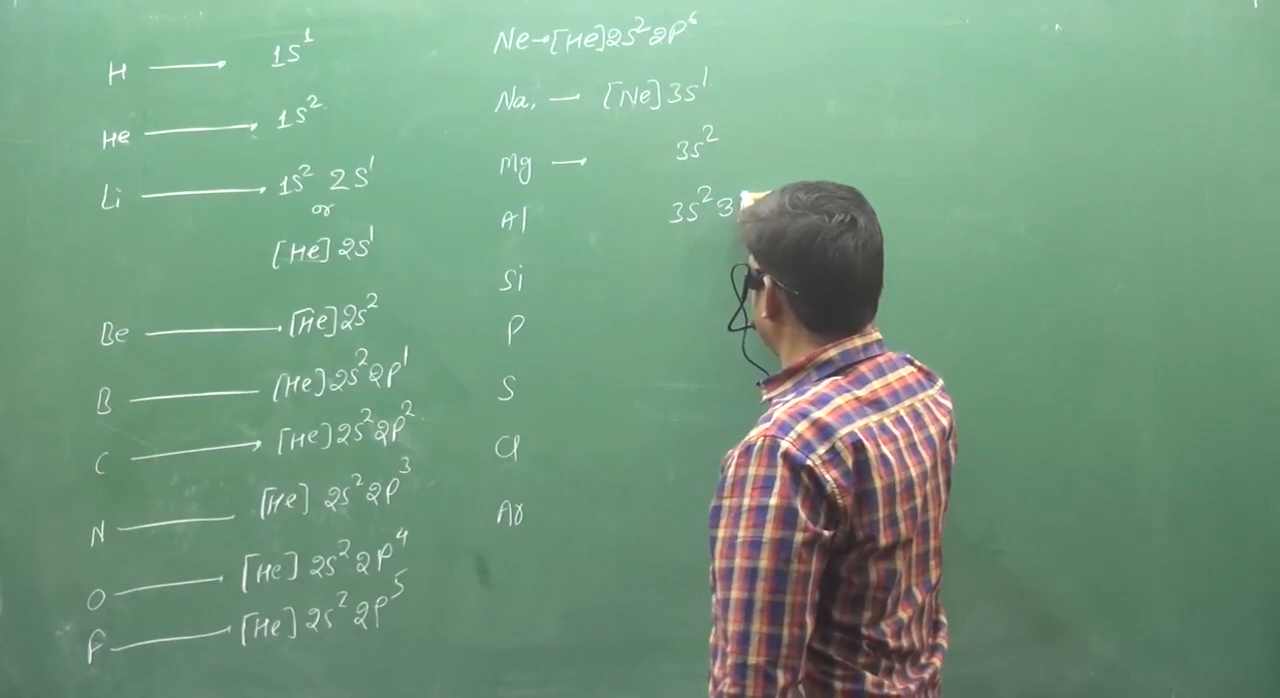 H → 1s¹
He → 1s²
Li → 1s² 2s¹
or
[He] 2s¹
Be → [He] 2s²
B — [He] 2s² 2p¹
C → [He] 2s² 2p²
N — [He] 2s² 2p³
O → [He] 2s² 2p⁴
F → [He] 2s² 2p⁵
Ne → [He] 2s² 2p⁶
Na, → [Ne] 3s¹
Mg → 3s²
Al 3s² 3
Si
P
S
Cl
Ar